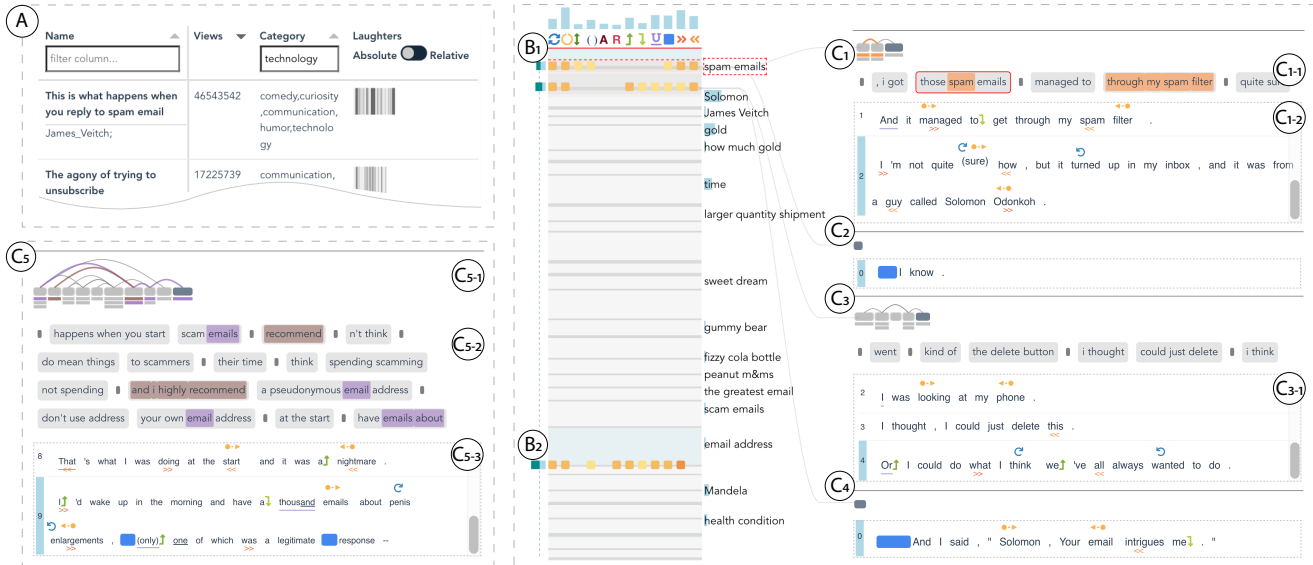 A
Name
Views
Category
Laughters
filter column...
technology
Absolute
Relative
This is what happens when
you reply to spam email
James_Veitch;
46543542
comedy,curiosity
,communication,
humor,technolo
gy
The agony of trying to
unsubscribe
17225739
communication,
B1
( ) A R U
spam emails
Solomon
James Veitch
gold
how much gold
time
larger quantity shipment
sweet dream
gummy bear
fizzy cola bottle
peanut m&ms
the greatest email
scam emails
B2
email address
Mandela
health condition
C1
C1-1
, i got
those spam emails
managed to
through my spam filter
quite sur
C1-2
1
And it managed to get through my spam filter .
2
I 'm not quite (sure) how , but it turned up in my inbox , and it was from
a guy called Solomon Odonkoh .
C2
0
I know .
C3
went
kind of
the delete button
i thought
could just delete
i think
C3-1
2
I was looking at my phone .
3
I thought , I could just delete this .
4
Or I could do what I think we 've all always wanted to do .
C4
0
And I said , " Solomon , Your email intrigues me . "
C5
C5-1
C5-2
happens when you start
scam emails
recommend
n't think
do mean things
to scammers
their time
think
spending scamming
not spending
and i highly recommend
a pseudonymous email address
don't use address
your own email address
at the start
have emails about
C5-3
8
That 's what I was doing at the start and it was a nightmare .
9
I 'd wake up in the morning and have a thousand emails about penis
enlargements , (only) one of which was a legitimate response --